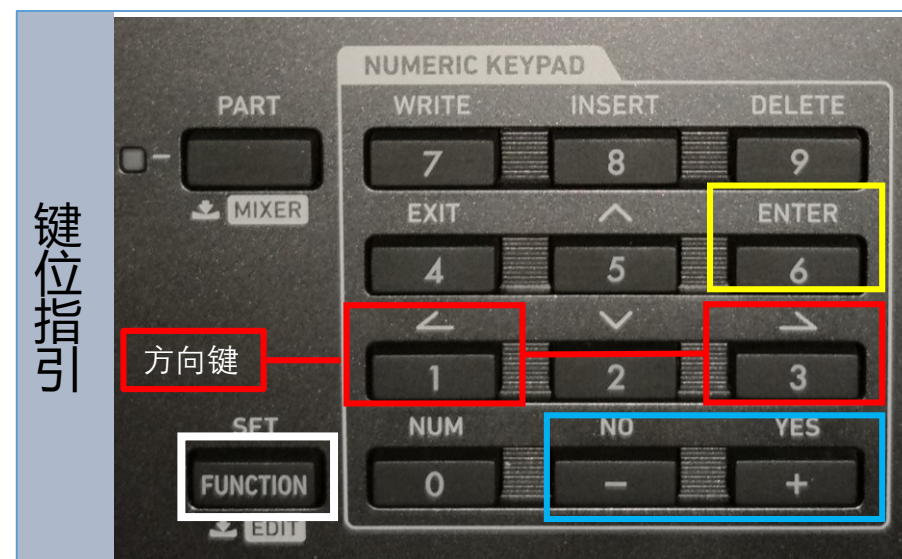 键位指引
NUMERIC KEYPAD
PART WRITE INSERT DELETE
7 8 9
MIXER EXIT ENTER
4 5 6
方向键
1 2 3
SET NUM NO YES
FUNCTION 0 − +
EDIT